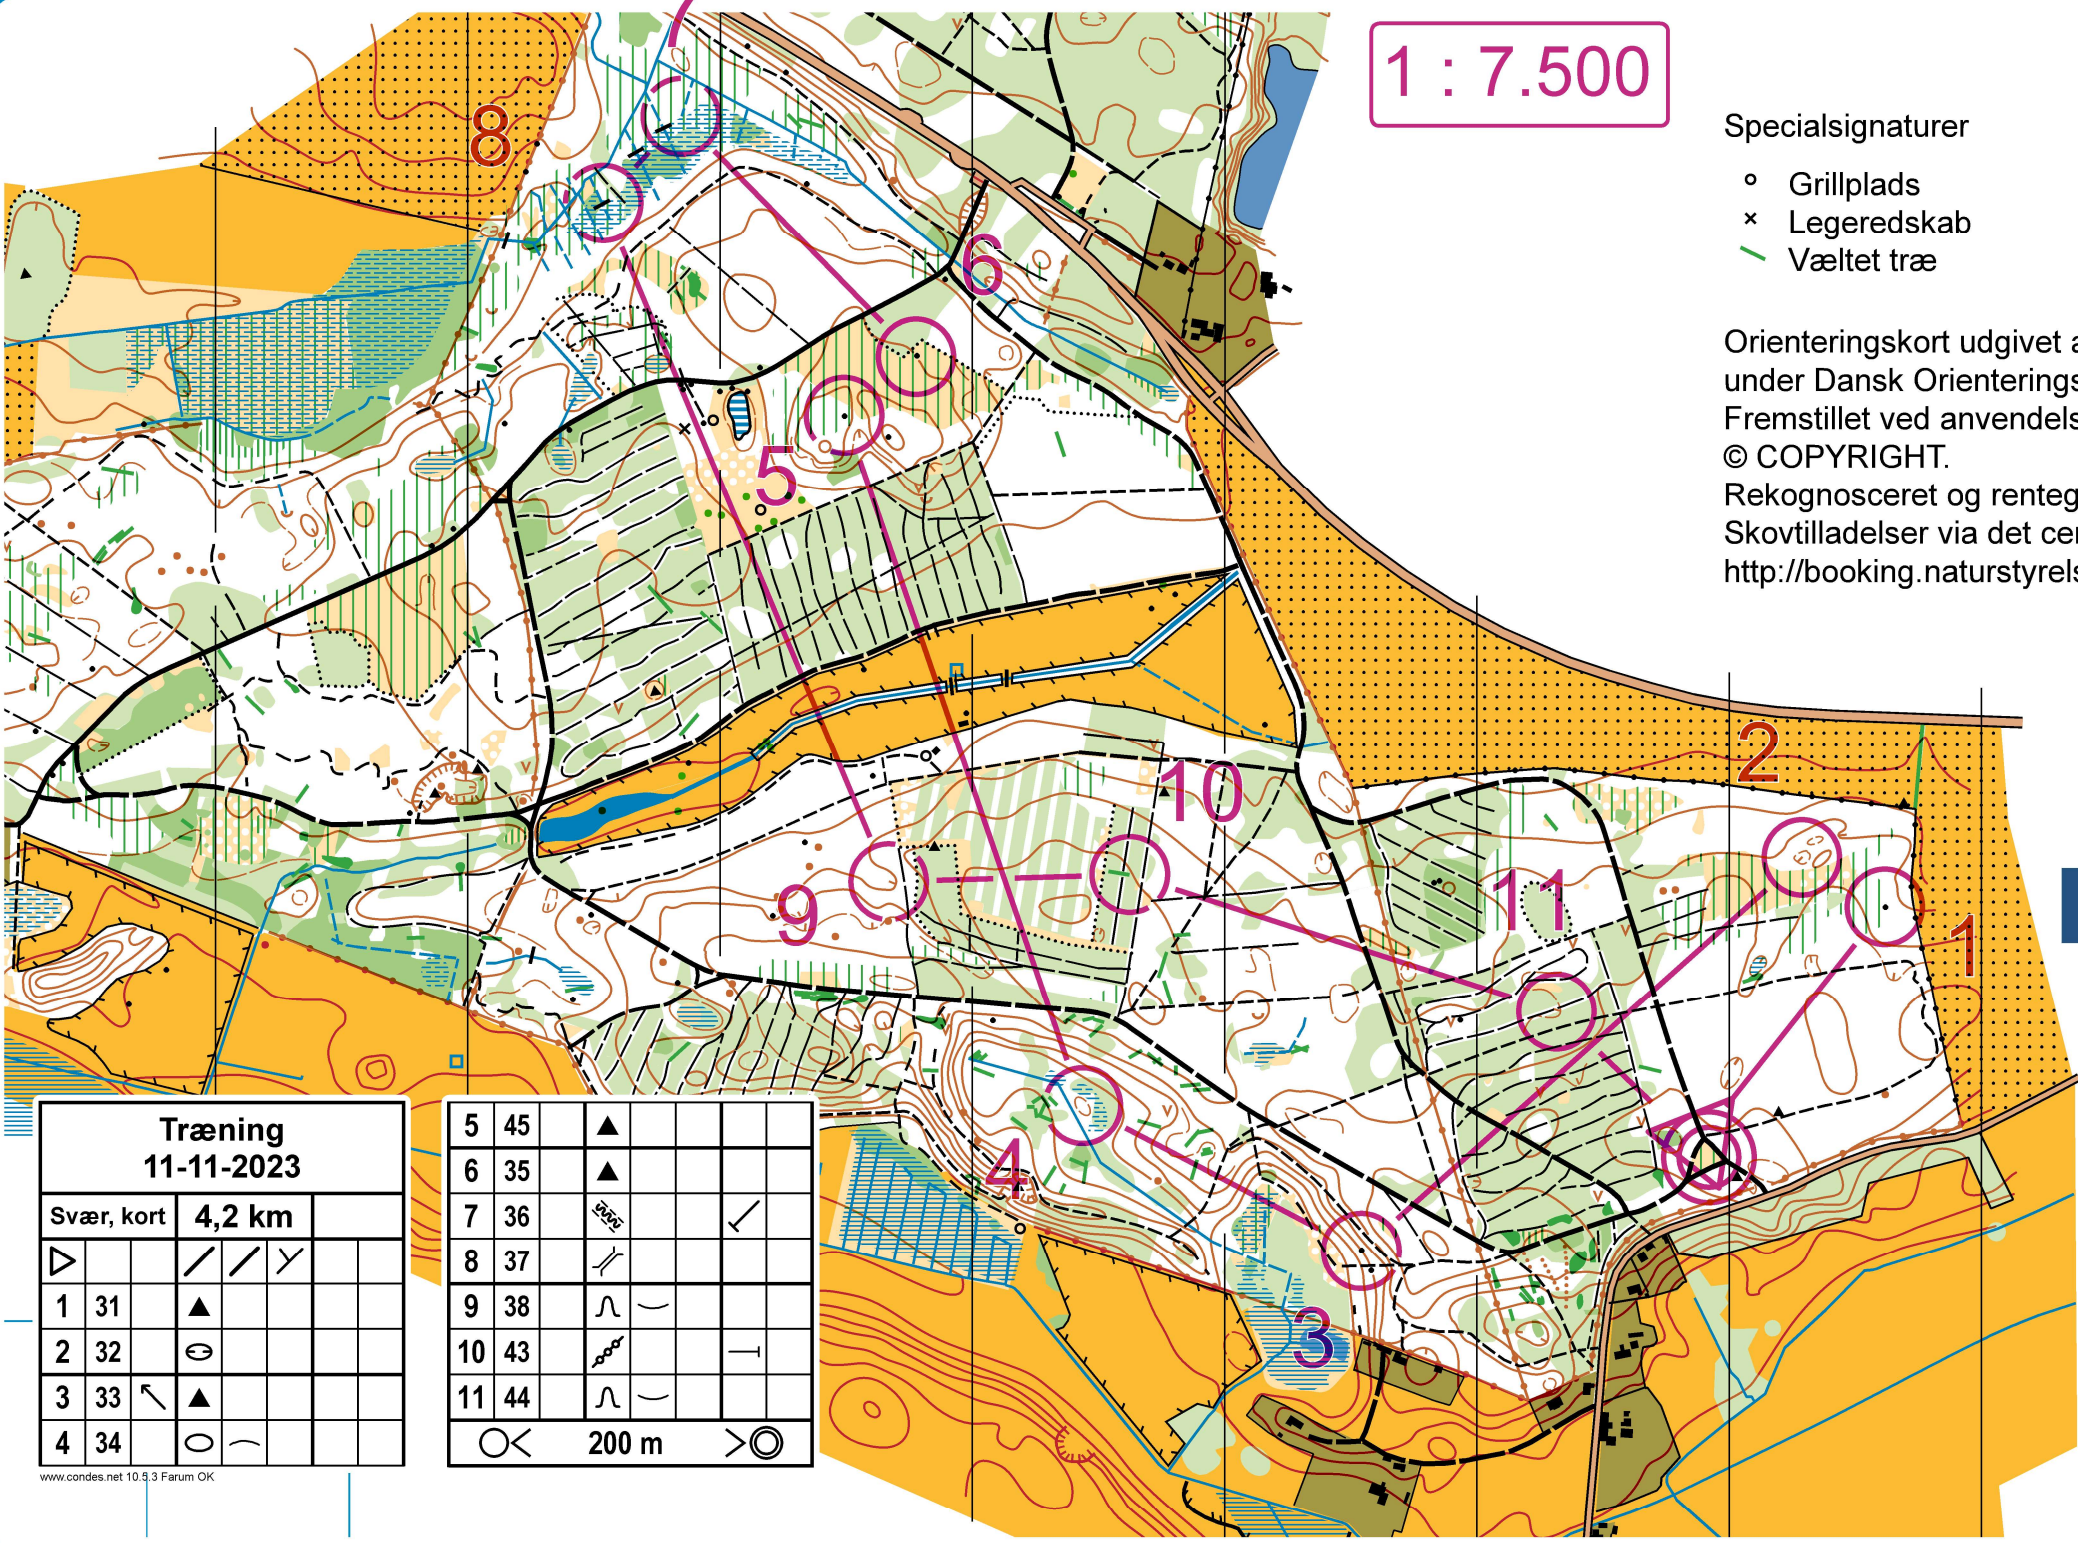 7
1 : 7.500
Specialsignaturer
Grillplads
Legeredskab
Væltet træ
Orienteringskort udgivet
under Dansk Orienterings
Fremstillet ved anvendels
© COPYRIGHT.
Rekognosceret og renteg
Skovtilladelser via det
http://booking.naturstyrels
8
6
5
2
10
11
9
1
4
3
Træning
11-11-2023
Svær, kort 4,2 km
1 31
2 32
3 33
4 34
5 45
6 35
7 36
8 37
9 38
10 43
11 44
200 m
www.condes.net 10.5.3 Farum OK